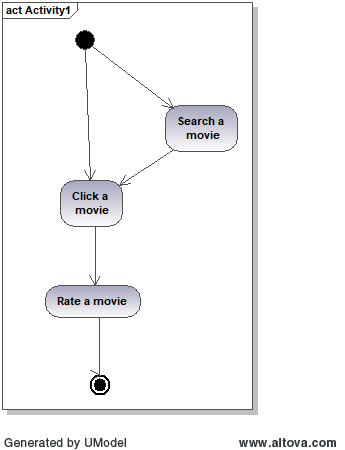 act Activity1
Search a
movie
Click a
movie
Rate a movie
Generated by UModel
www.altova.com